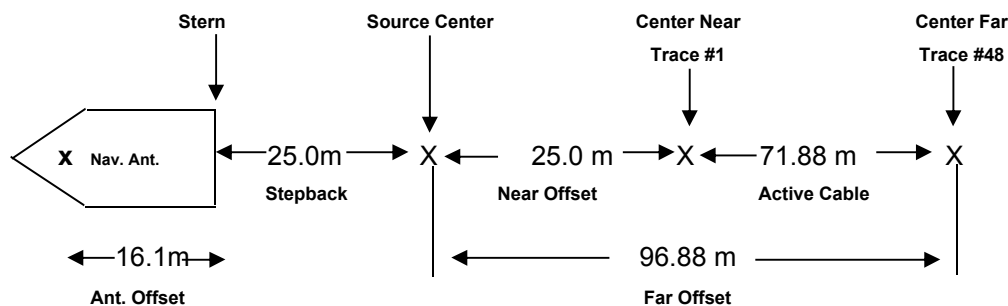 Stern
Source Center
Center Near
Trace #1
Center Far
Trace #48
X
Nav. Ant.
25.0m
X
25.0 m
X
71.88 m
X
Stepback
Near Offset
Active Cable
16.1m
96.88 m
Ant. Offset
Far Offset